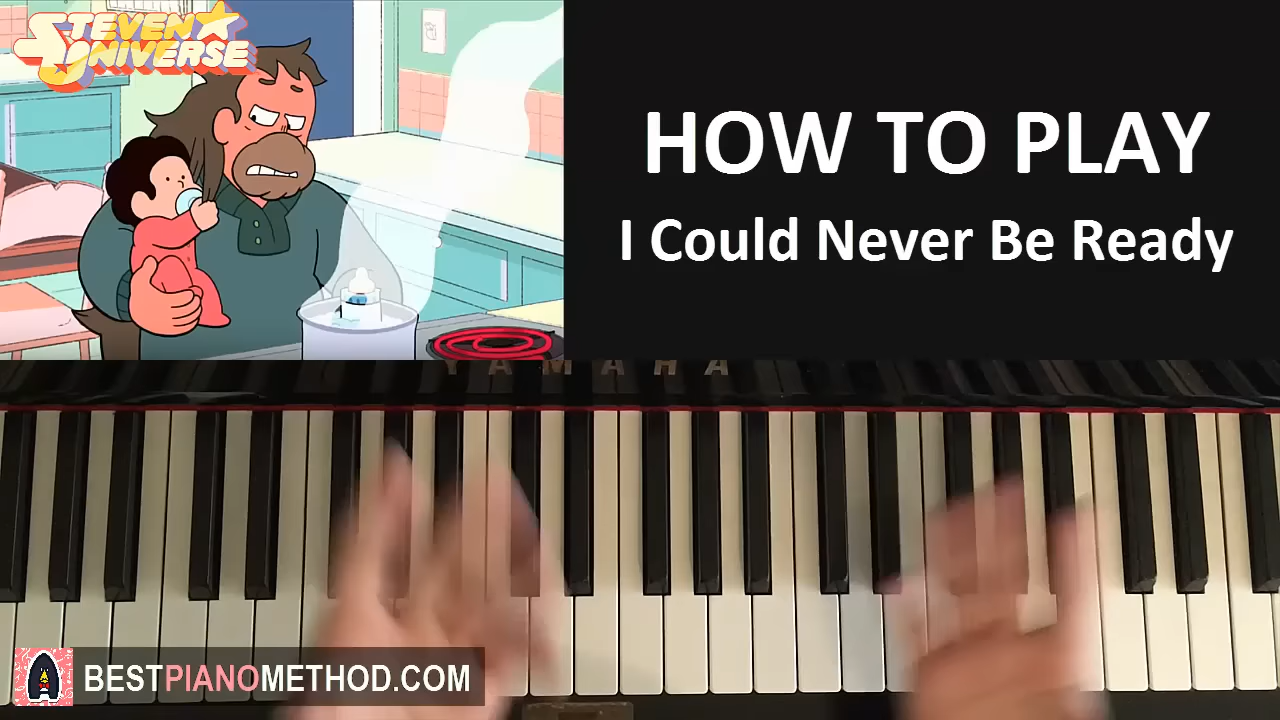 STEVEN
UNIVERSE
HOW TO PLAY
I Could Never Be Ready
YAMAHA
BESTPIANOMETHOD.COM